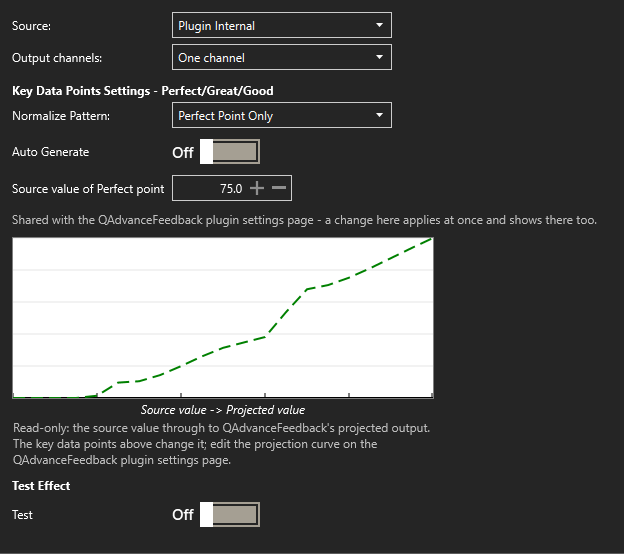 Source: Plugin Internal
Output channels: One channel
Key Data Points Settings - Perfect/Great/Good
Normalize Pattern: Perfect Point Only
Auto Generate Off
Source value of Perfect point 75.0
Shared with the QAdvanceFeedback plugin settings page - a change here applies at once and shows there too.
Source value -> Projected value
Read-only: the source value through to QAdvanceFeedback's projected output.
The key data points above change it; edit the projection curve on the
QAdvanceFeedback plugin settings page.
Test Effect
Test Off